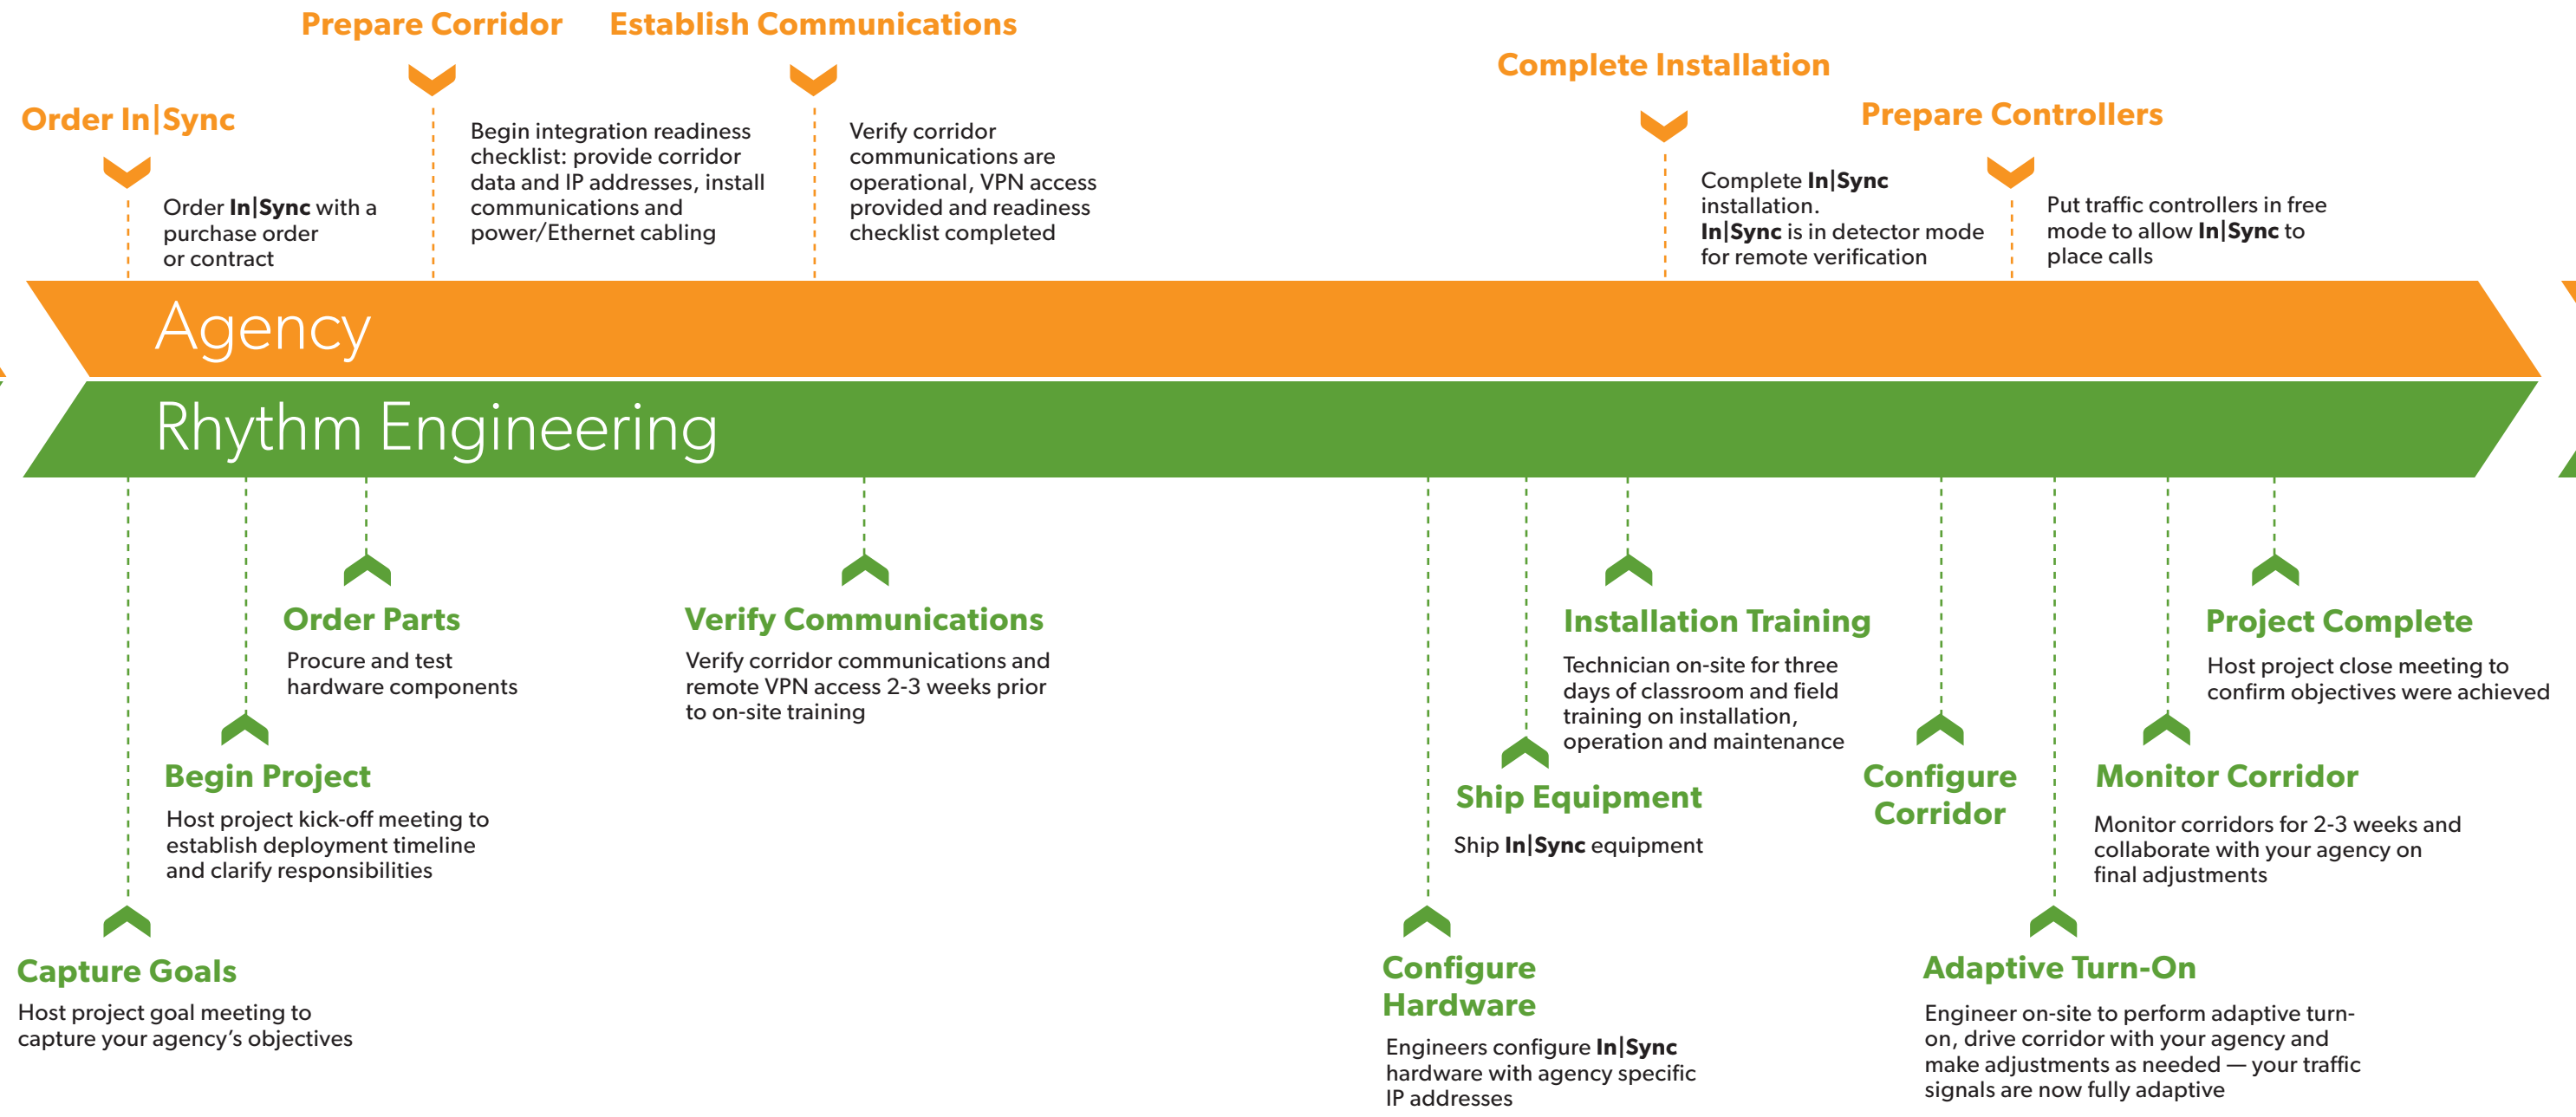 Prepare Corridor
Establish Communications
Complete Installation
Order In|Sync
Prepare Controllers
Order In|Sync with a
purchase order
or contract
Begin integration readiness
checklist: provide corridor
data and IP addresses, install
communications and
power/Ethernet cabling
Verify corridor
communications are
operational, VPN access
provided and readiness
checklist completed
Complete In|Sync
installation.
In|Sync is in detector mode
for remote verification
Put traffic controllers in free
mode to allow In|Sync to
place calls
Agency
Rhythm Engineering
Order Parts
Procure and test
hardware components
Verify Communications
Verify corridor communications and
remote VPN access 2-3 weeks prior
to on-site training
Installation Training
Technician on-site for three
days of classroom and field
training on installation,
operation and maintenance
Project Complete
Host project close meeting to
confirm objectives were achieved
Begin Project
Host project kick-off meeting to
establish deployment timeline
and clarify responsibilities
Ship Equipment
Ship In|Sync equipment
Configure
Corridor
Monitor Corridor
Monitor corridors for 2-3 weeks and
collaborate with your agency on
final adjustments
Capture Goals
Host project goal meeting to
capture your agency’s objectives
Configure
Hardware
Engineers configure In|Sync
hardware with agency specific
IP addresses
Adaptive Turn-On
Engineer on-site to perform adaptive turn-
on, drive corridor with your agency and
make adjustments as needed — your traffic
signals are now fully adaptive